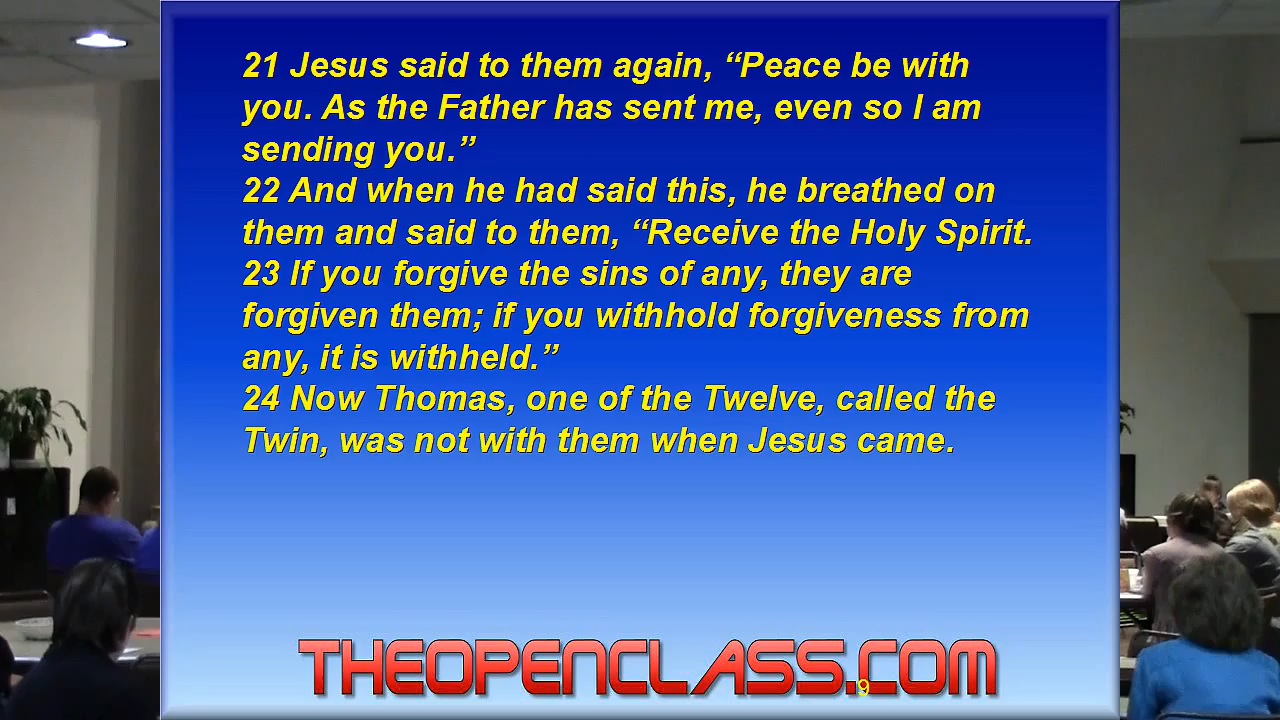 21 Jesus said to them again, “Peace be with
you. As the Father has sent me, even so I am
sending you.”
22 And when he had said this, he breathed on
them and said to them, “Receive the Holy Spirit.
23 If you forgive the sins of any, they are
forgiven them; if you withhold forgiveness from
any, it is withheld.”
24 Now Thomas, one of the Twelve, called the
Twin, was not with them when Jesus came.
THEOPENCLASS.COM
9